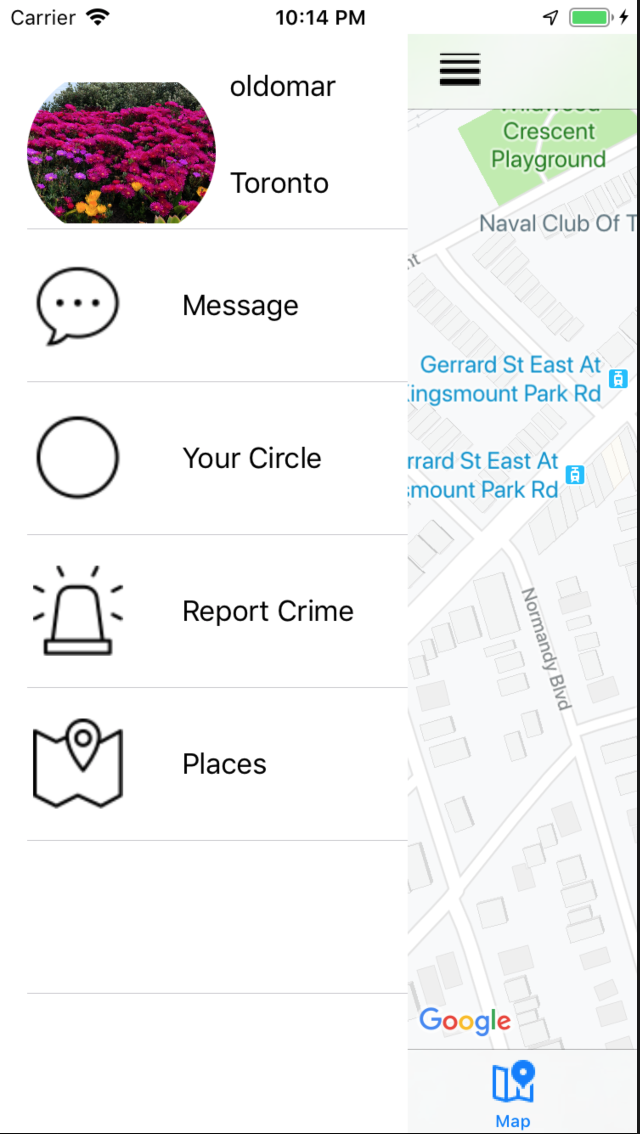 Carrier
10:14 PM
oldomar
Toronto
Message
Your Circle
Report Crime
Places
Crescent
Playground
Naval Club Of T
Gerrard St East At
Kingsmount Park Rd
rrard St East At
smount Park Rd
Normandy Blvd
Google
Map